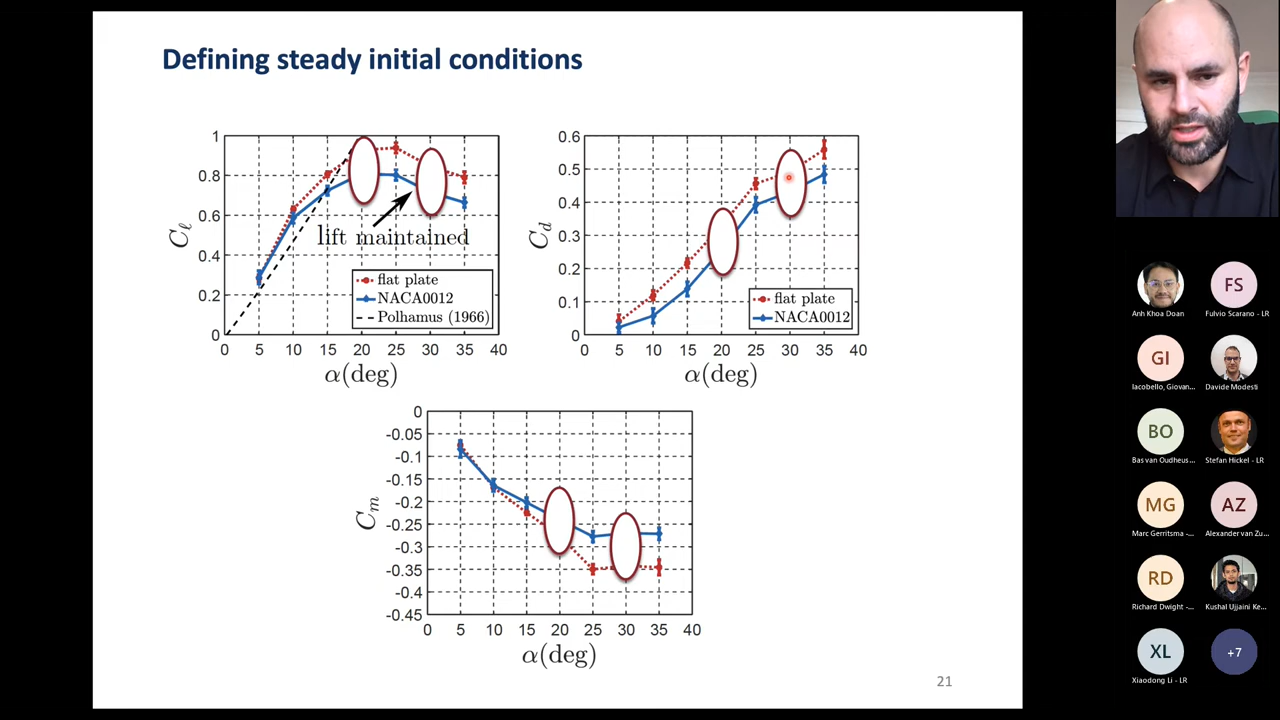 Defining steady initial conditions
1
0.8
0.6
0.4
0.2
0
0 5 10 15 20 25 30 35 40
Cℓ
α(deg)
lift maintained
flat plate
NACA0012
Polhamus (1966)
0.6
0.5
0.4
0.3
0.2
0.1
0
0 5 10 15 20 25 30 35 40
Cd
α(deg)
flat plate
NACA0012
0
-0.05
-0.1
-0.15
-0.2
-0.25
-0.3
-0.35
-0.4
-0.45
0 5 10 15 20 25 30 35 40
Cm
α(deg)
21
Anh Khoa Doan
FS
Fulvio Scarano - LR
GI
Iacobello, Giovan...
Davide Modesti
BO
Bas van Oudheus...
Stefan Hickel - LR
MG
Marc Gerritsma -...
AZ
Alexander van Zu...
RD
Richard Dwight -...
Kushal Ujjaini Ke...
XL
Xiaodong Li - LR
+7